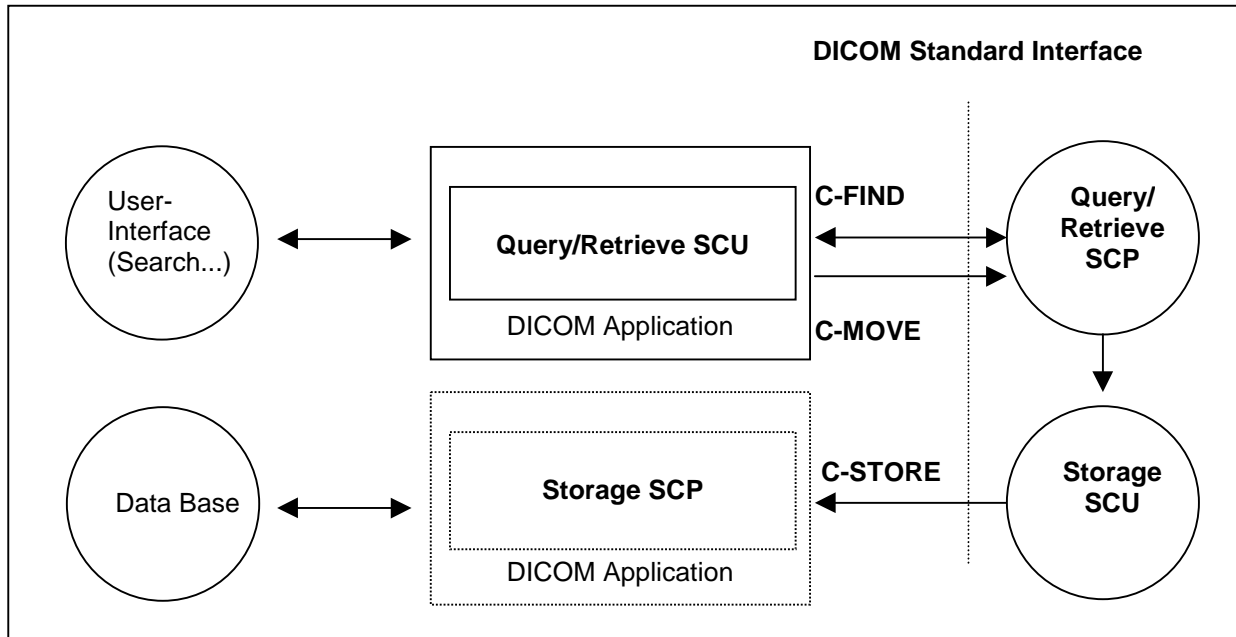 DICOM Standard Interface
User-
Interface
(Search...)
Query/Retrieve SCU
DICOM Application
C-FIND
C-MOVE
Query/
Retrieve
SCP
Data Base
Storage SCP
DICOM Application
C-STORE
Storage
SCU